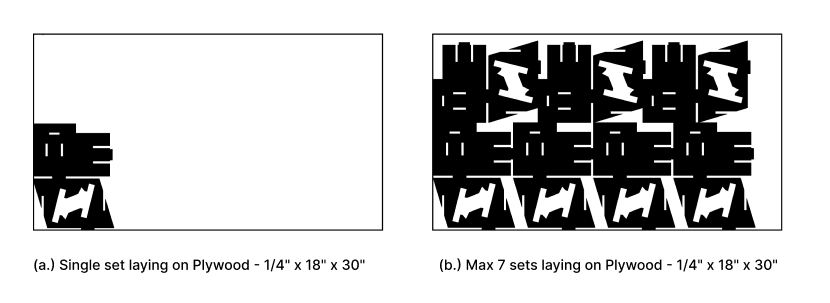 (a.) Single set laying on Plywood - 1/4" x 18" x 30"
(b.) Max 7 sets laying on Plywood - 1/4" x 18" x 30"